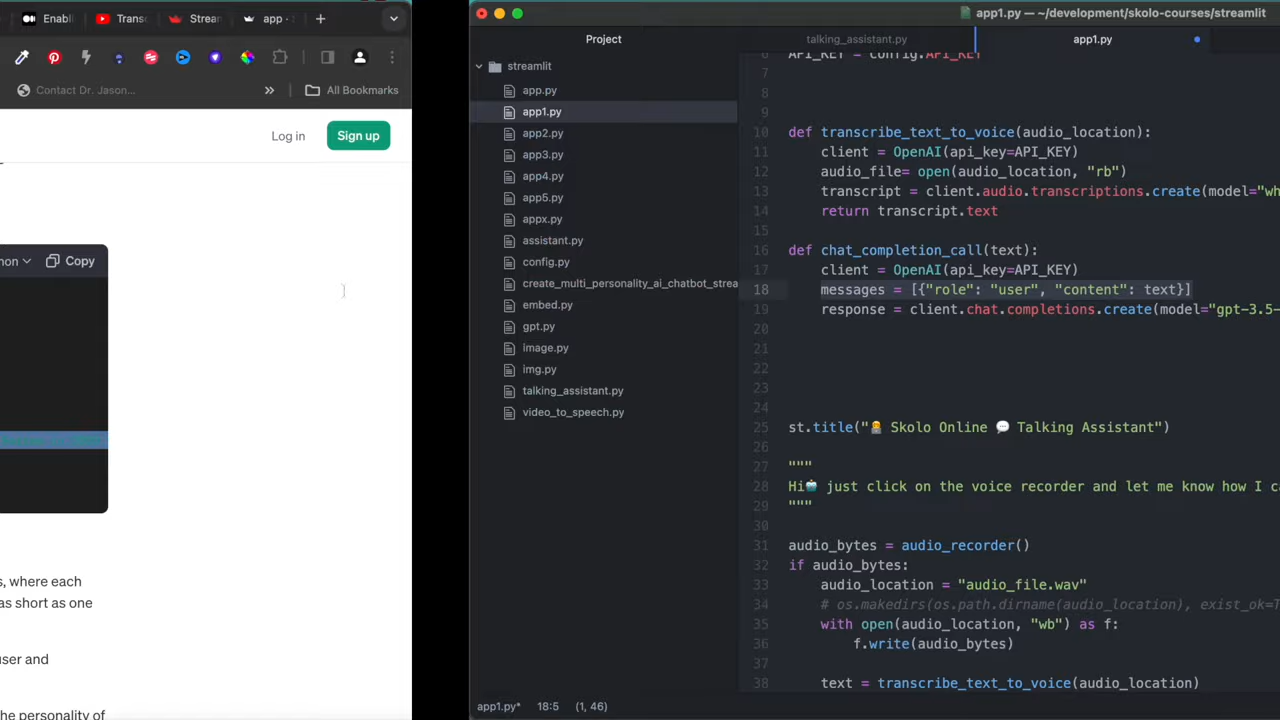 Enabli
Transc
Stream
app ·
Contact Dr. Jason...
All Bookmarks
Log in
Sign up
Copy
s, where each
as short as one
user and
the personality of
app1.py — ~/development/skolo-courses/streamlit
Project
talking_assistant.py
app1.py
streamlit
app.py
app1.py
app2.py
app3.py
app4.py
app5.py
appx.py
assistant.py
config.py
create_multi_personality_ai_chatbot_strea
embed.py
gpt.py
image.py
img.py
talking_assistant.py
video_to_speech.py
6 API_KEY = config.API_KEY
7
8
9
10 def transcribe_text_to_voice(audio_location):
11 client = OpenAI(api_key=API_KEY)
12 audio_file= open(audio_location, "rb")
13 transcript = client.audio.transcriptions.create(model="wh
14 return transcript.text
15
16 def chat_completion_call(text):
17 client = OpenAI(api_key=API_KEY)
18 messages = [{"role": "user", "content": text}]
19 response = client.chat.completions.create(model="gpt-3.5-
20
21
22
23
24
25 st.title("🧑‍💻 Skolo Online 💬 Talking Assistant")
26
27 """
28 Hi🤖 just click on the voice recorder and let me know how I ca
29 """
30
31 audio_bytes = audio_recorder()
32 if audio_bytes:
33 audio_location = "audio_file.wav"
34 # os.makedirs(os.path.dirname(audio_location), exist_ok=T
35 with open(audio_location, "wb") as f:
36 f.write(audio_bytes)
37
38 text = transcribe_text_to_voice(audio_location)
app1.py* 18:5 (1, 46)